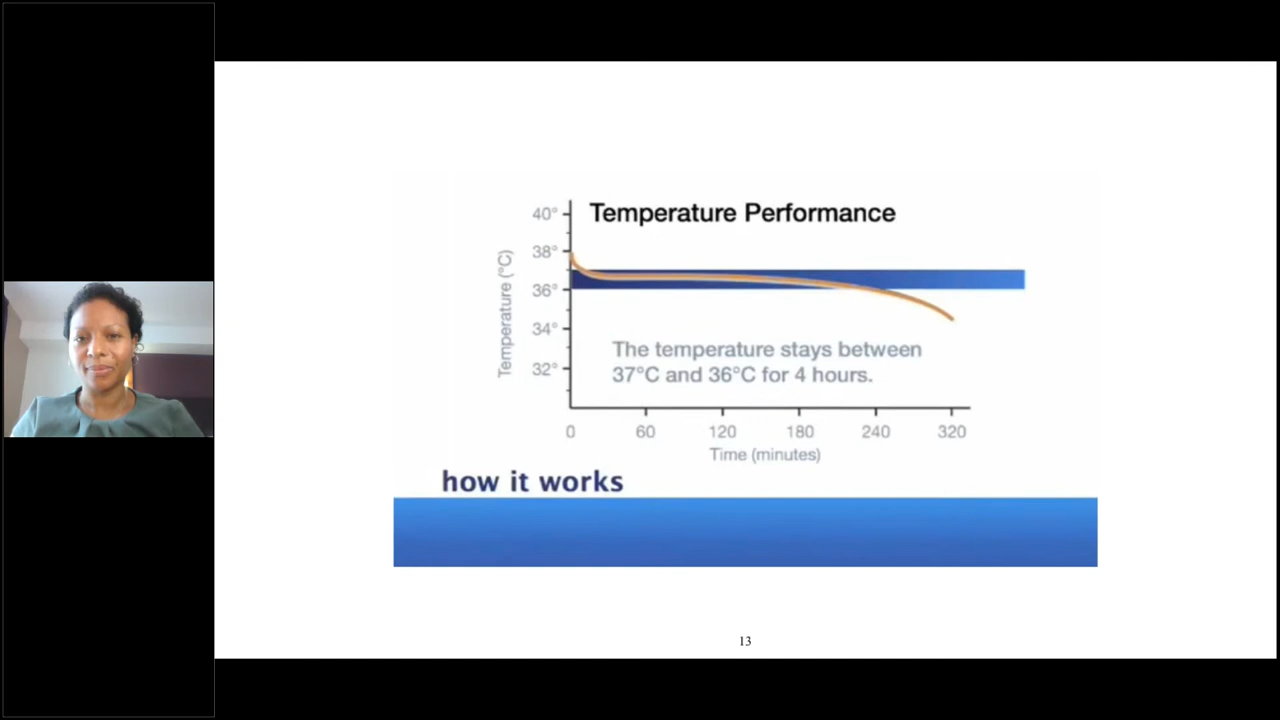 Temperature Performance
40°
38°
36°
34°
32°
Temperature (°C)
The temperature stays between
37°C and 36°C for 4 hours.
0 60 120 180 240 320
Time (minutes)
how it works
13